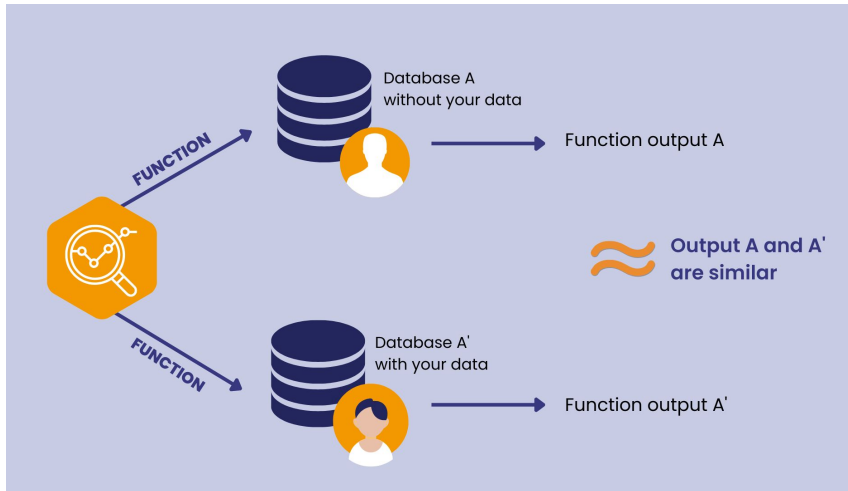 Database A
without your data
FUNCTION
Function output A
Output A and A'
are similar
Database A'
with your data
FUNCTION
Function output A'